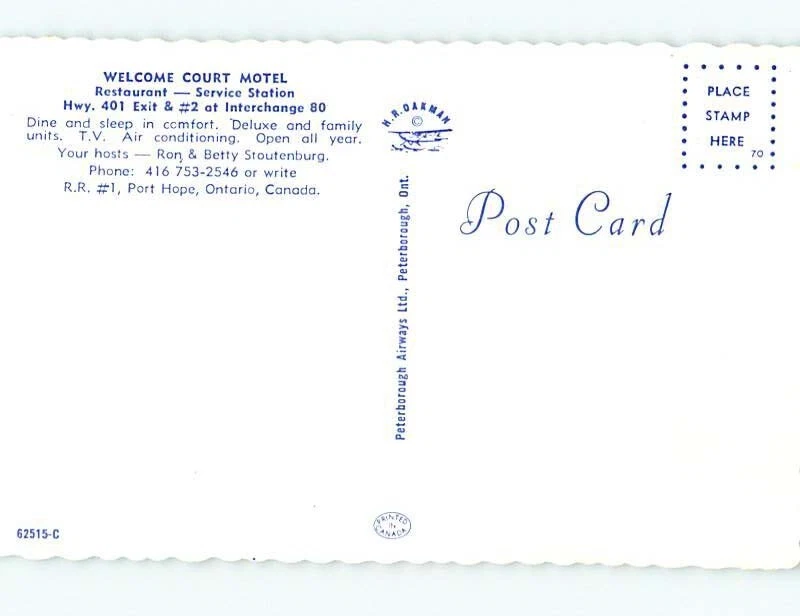 WELCOME COURT MOTEL
Restaurant — Service Station
Hwy. 401 Exit & #2 at Interchange 80
Dine and sleep in comfort. Deluxe and family
units. T.V. Air conditioning. Open all year.
Your hosts — Ron & Betty Stoutenburg.
Phone: 416 753-2546 or write
R.R. #1, Port Hope, Ontario, Canada.
H.R. OAKMAN
©
Peterborough Airways Ltd., Peterborough, Ont.
PLACE
STAMP
HERE
70
Post Card
62515-C
PRINTED
IN
CANADA